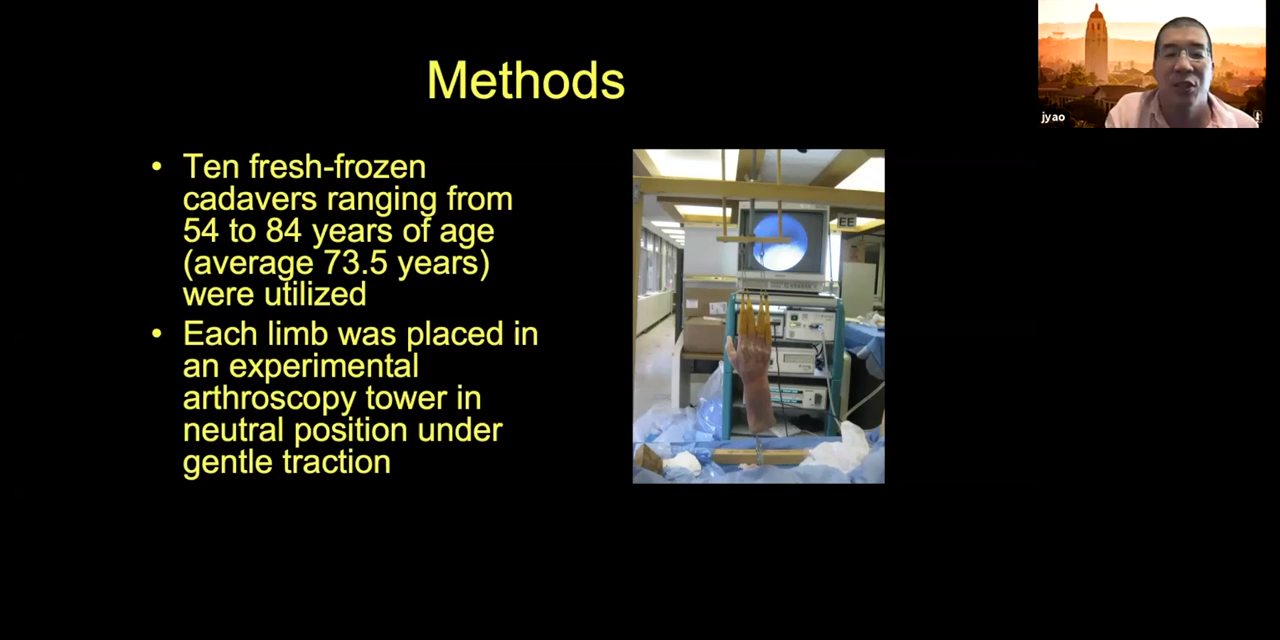 Methods
• Ten fresh-frozen
cadavers ranging from
54 to 84 years of age
(average 73.5 years)
were utilized
• Each limb was placed in
an experimental
arthroscopy tower in
neutral position under
gentle traction
EE
jyao